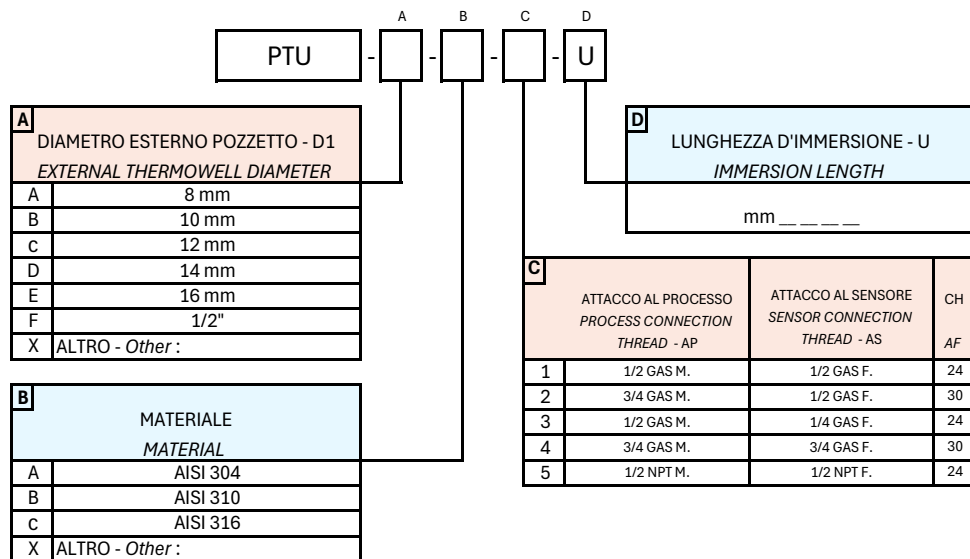 A B C D
PTU - - - - U
A
DIAMETRO ESTERNO POZZETTO - D1
EXTERNAL THERMOWELL DIAMETER
A 8 mm
B 10 mm
c 12 mm
D 14 mm
E 16 mm
F 1/2"
X ALTRO - Other :
B
MATERIALE
MATERIAL
A AISI 304
B AISI 310
c AISI 316
X ALTRO - Other :
D
LUNGHEZZA D'IMMERSIONE - U
IMMERSION LENGTH
mm __ __ __ __
C
ATTACCO AL PROCESSO
PROCESS CONNECTION
THREAD - AP
ATTACCO AL SENSORE
SENSOR CONNECTION
THREAD - AS
CH
AF
1 1/2 GAS M. 1/2 GAS F. 24
2 3/4 GAS M. 1/2 GAS F. 30
3 1/2 GAS M. 1/4 GAS F. 24
4 3/4 GAS M. 3/4 GAS F. 30
5 1/2 NPT M. 1/2 NPT F. 24